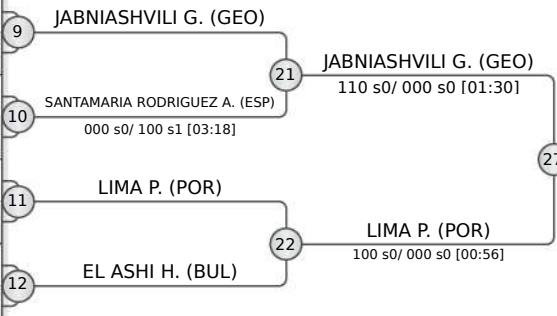 9
JABNIASHVILI G. (GEO)
21
JABNIASHVILI G. (GEO)
110 s0/ 000 s0 [01:30]
10
SANTAMARIA RODRIGUEZ A. (ESP)
000 s0/ 100 s1 [03:18]
27
11
LIMA P. (POR)
22
LIMA P. (POR)
100 s0/ 000 s0 [00:56]
12
EL ASHI H. (BUL)